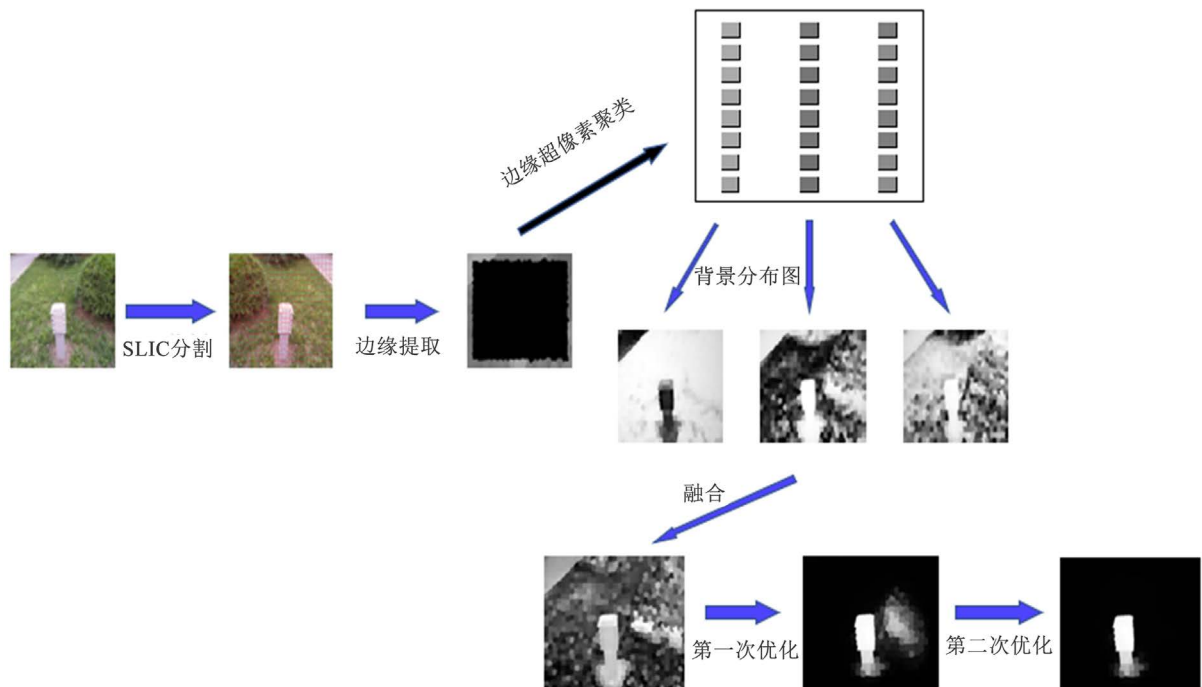 边缘超像素聚类
背景分布图
SLIC分割
边缘提取
融合
第一次优化
第二次优化